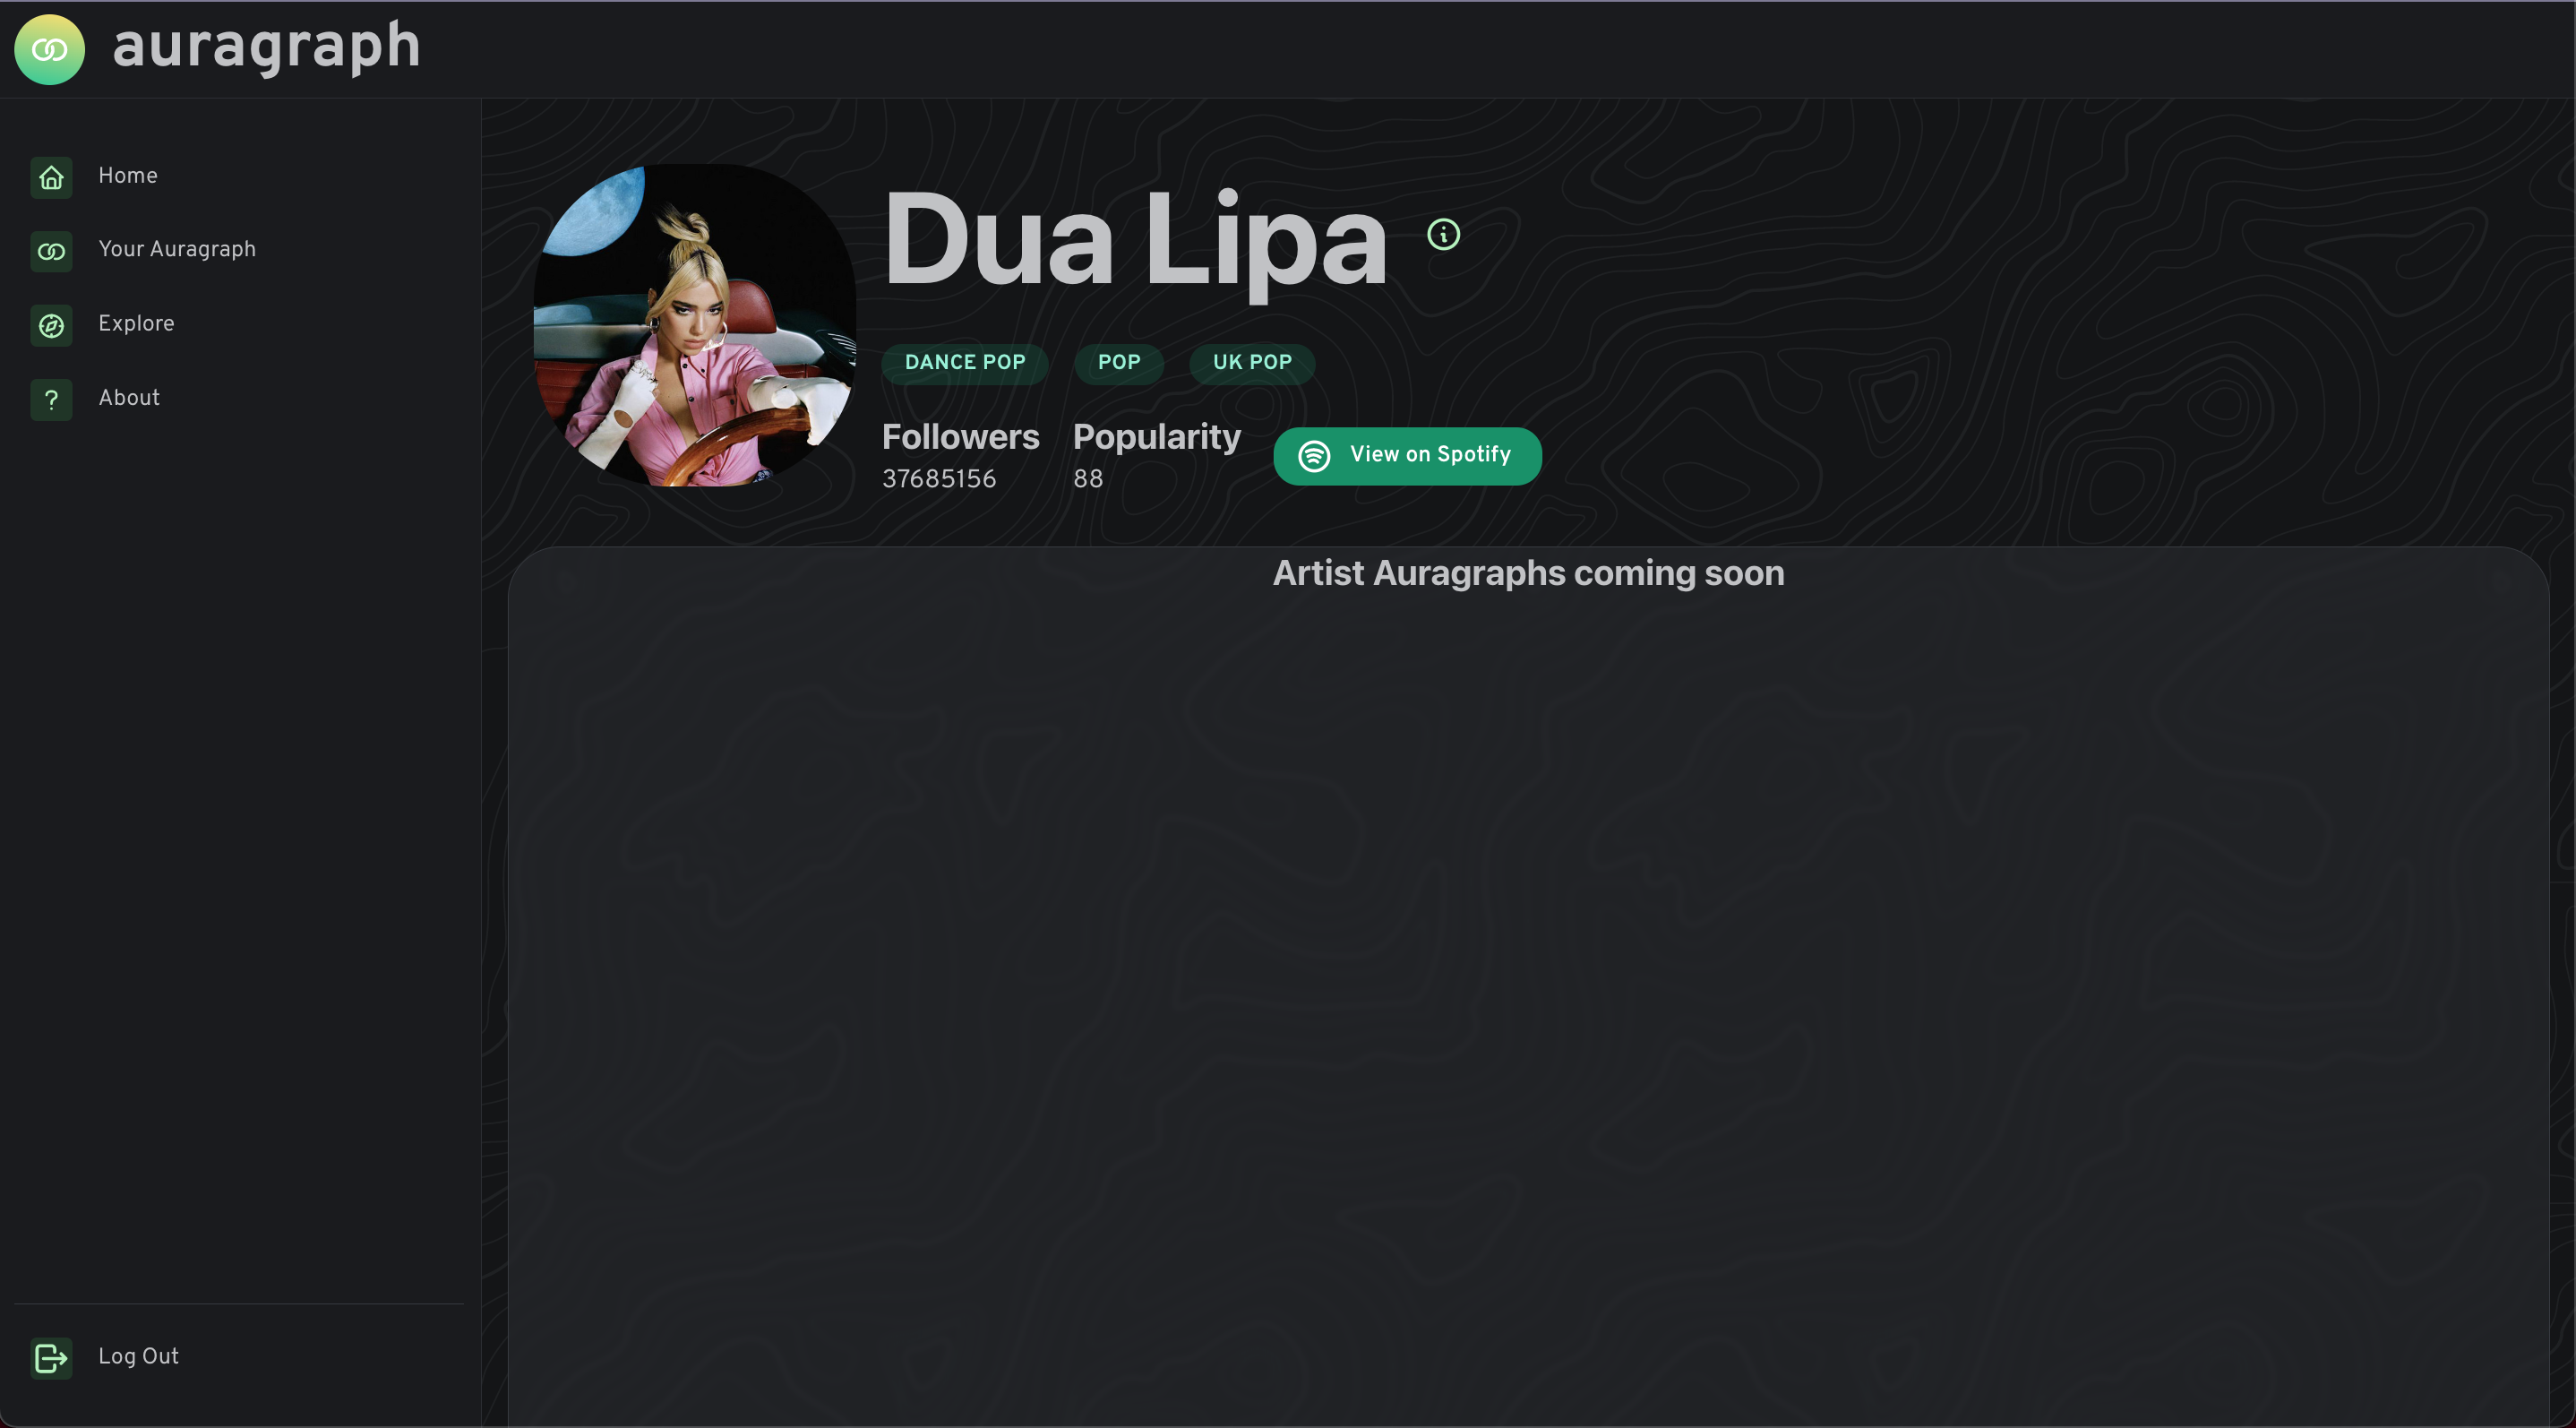 auragraph
Home
Your Auragraph
Explore
? About
Log Out
Dua Lipa
DANCE POP POP UK POP
Followers Popularity
37685156 88
View on Spotify
Artist Auragraphs coming soon